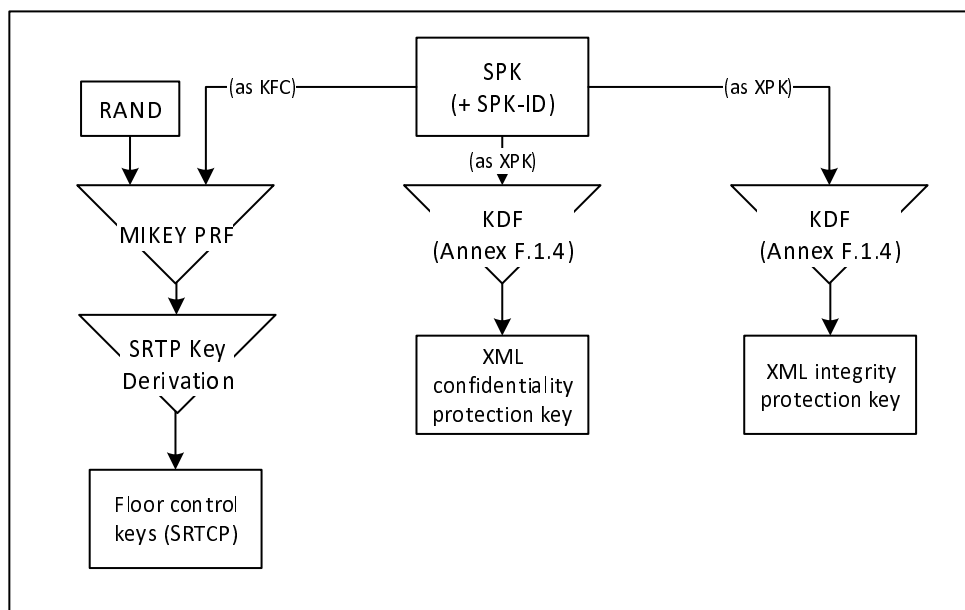 SPK
(+ SPK-ID)
(as KFC)
(as XPK)
RAND
(as XPK)
MIKEY PRF
KDF
(Annex F.1.4)
KDF
(Annex F.1.4)
SRTP Key
Derivation
XML
confidentiality
protection key
XML integrity
protection key
Floor control
keys (SRTCP)